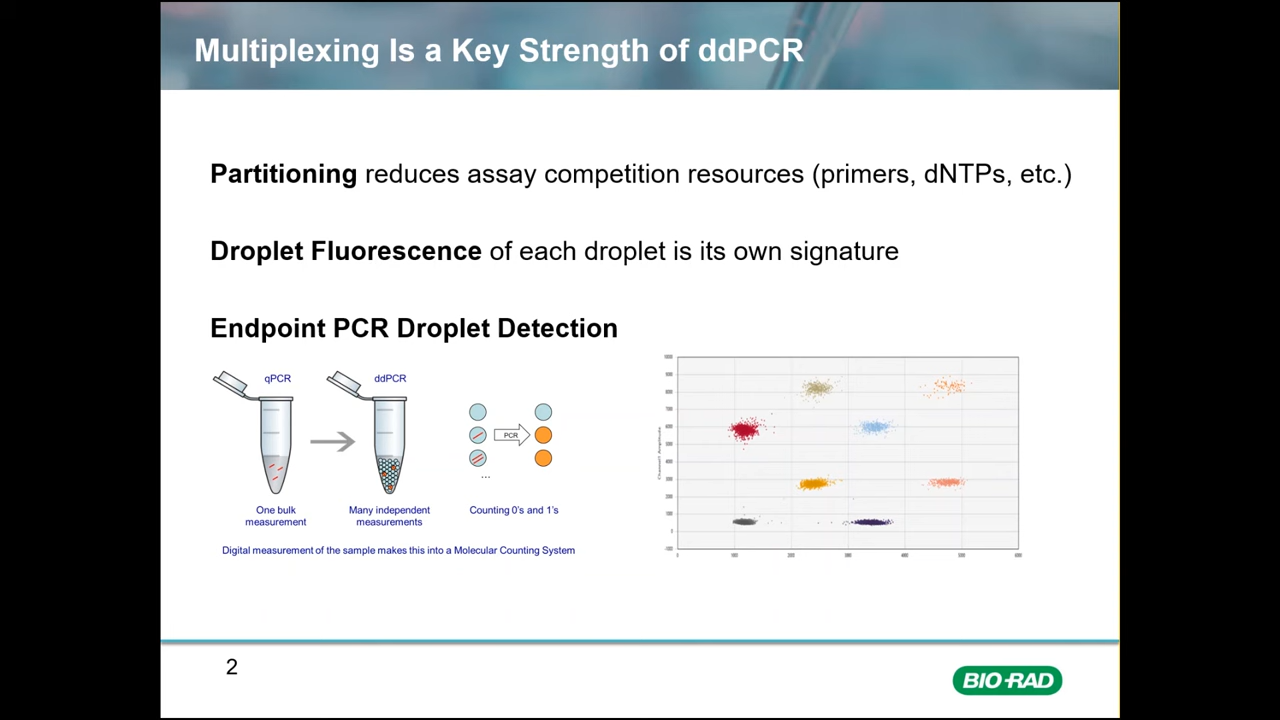 Multiplexing Is a Key Strength of ddPCR
Partitioning reduces assay competition resources (primers, dNTPs, etc.)
Droplet Fluorescence of each droplet is its own signature
Endpoint PCR Droplet Detection
qPCR
ddPCR
PCR
...
One bulk
measurement
Many independent
measurements
Counting 0's and 1's
Digital measurement of the sample makes this into a Molecular Counting System
2
BIO-RAD